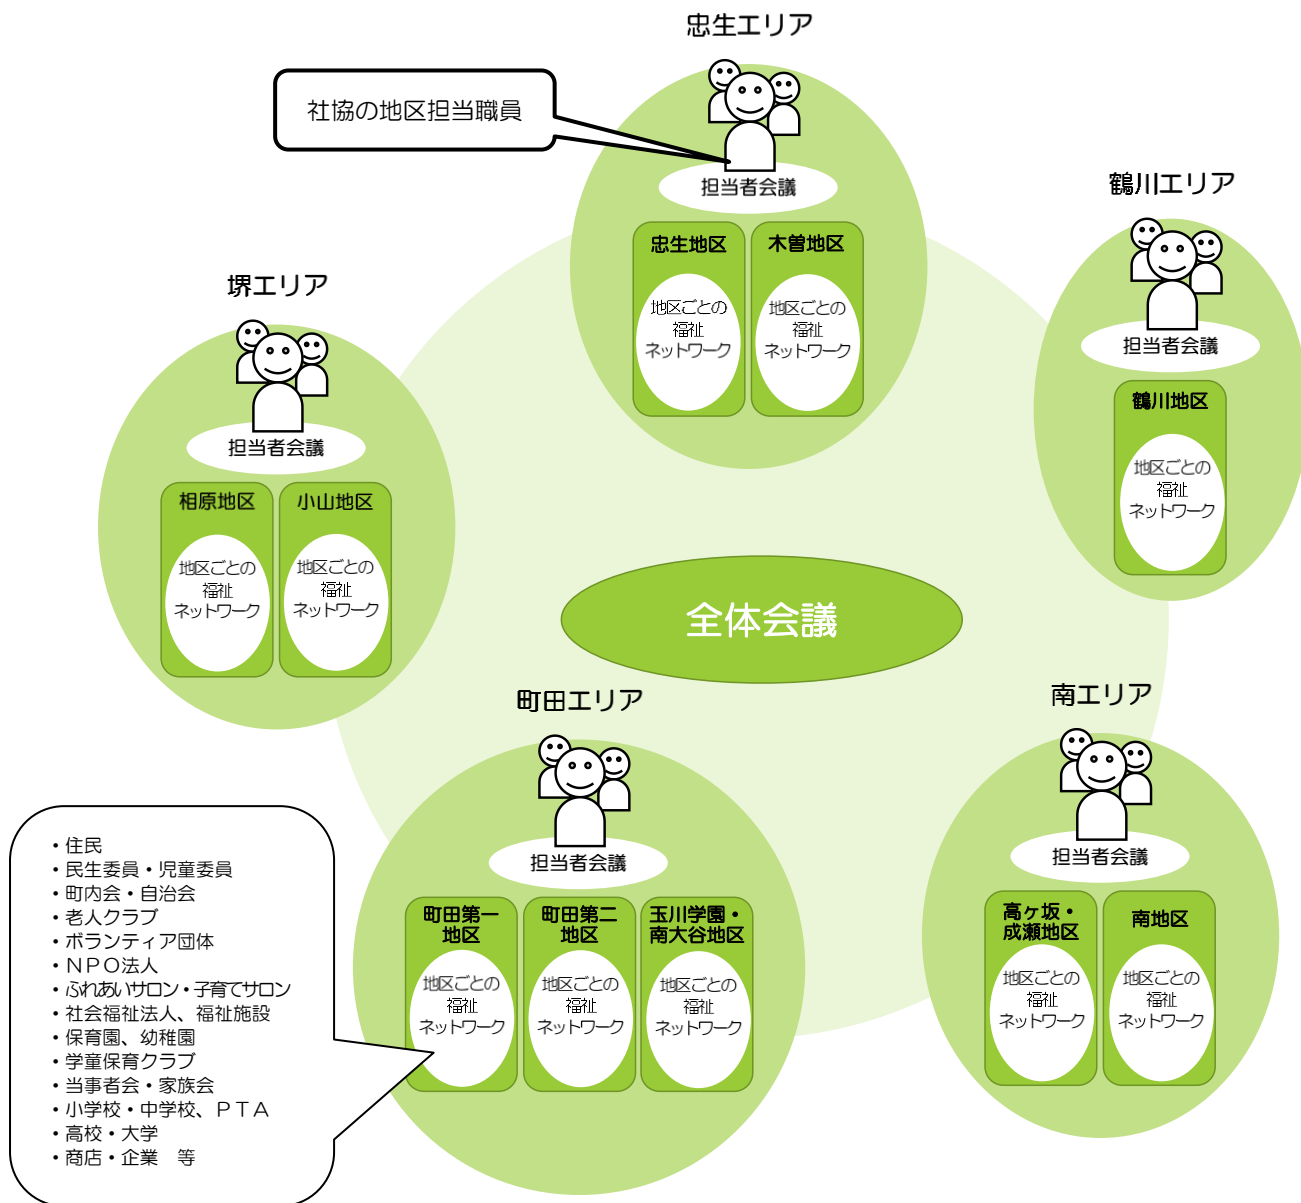 忠生エリア
社協の地区担当職員
担当者会議
忠生地区
地区ごとの
福祉
ネットワーク
木曽地区
地区ごとの
福祉
ネットワーク
鶴川エリア
担当者会議
鶴川地区
地区ごとの
福祉
ネットワーク
堺エリア
担当者会議
相原地区
地区ごとの
福祉
ネットワーク
小山地区
地区ごとの
福祉
ネットワーク
全体会議
町田エリア
担当者会議
町田第一
地区
地区ごとの
福祉
ネットワーク
町田第二
地区
地区ごとの
福祉
ネットワーク
玉川学園・
南大谷地区
地区ごとの
福祉
ネットワーク
南エリア
担当者会議
高ヶ坂・
成瀬地区
地区ごとの
福祉
ネットワーク
南地区
地区ごとの
福祉
ネットワーク
・住民
・民生委員・児童委員
・町内会・自治会
・老人クラブ
・ボランティア団体
・ＮＰＯ法人
・ふれあいサロン・子育てサロン
・社会福祉法人、福祉施設
・保育園、幼稚園
・学童保育クラブ
・当事者会・家族会
・小学校・中学校、ＰＴＡ
・高校・大学
・商店・企業　等